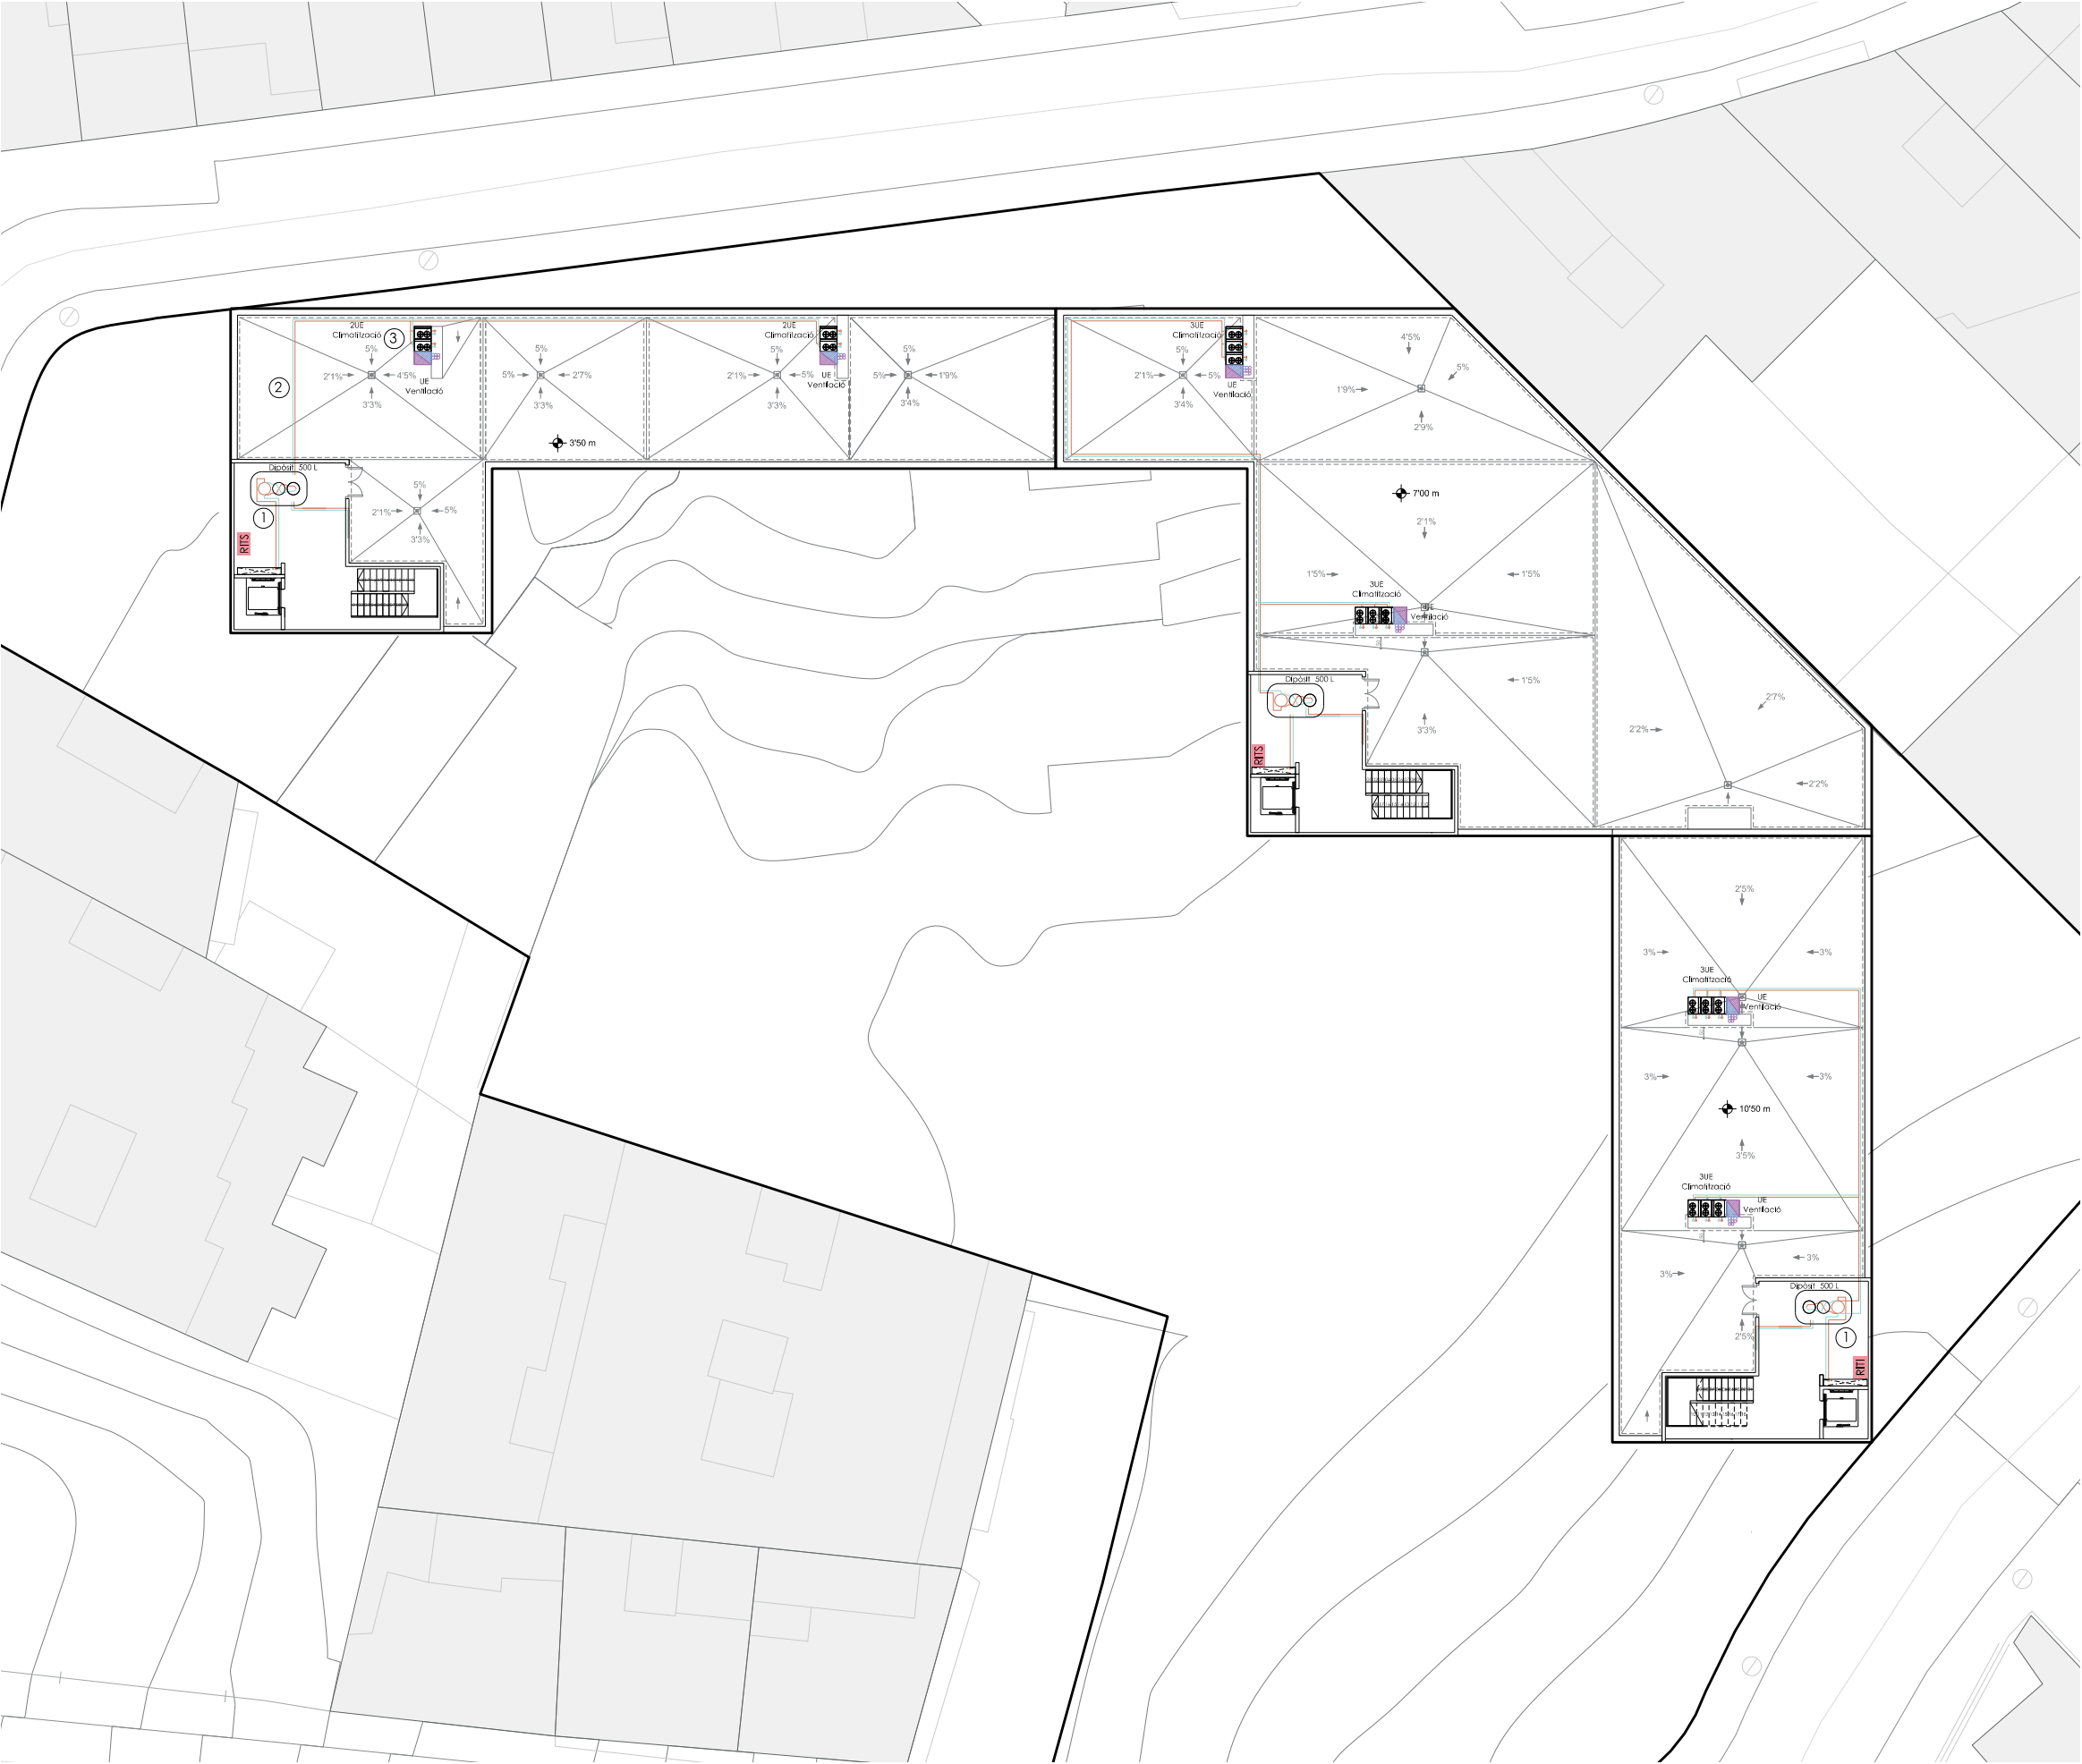 2UE
Climatització
3
5%
2'1%
4'5%
3'3%
UE
Ventilació
2
5%
5%
2'7%
3'3%
3'50 m
2UE
Climatització
5%
2'1%
5%
3'3%
UE
Ventilació
5%
5%
1'9%
3'4%
3UE
Climatització
5%
2'1%
5%
3'4%
UE
Ventilació
4'5%
5%
1'9%
2'9%
Dipòsit 500 L
1
RITS
5%
2'1%
5%
3'3%
7'00 m
2'1%
1'5%
1'5%
3UE
Climatització
UE
Ventilació
1'5%
3'3%
Dipòsit 500 L
RITS
2'7%
2'2%
2'2%
2'5%
3%
3%
3UE
Climatització
UE
Ventilació
3%
3%
10'50 m
3'5%
3UE
Climatització
UE
Ventilació
3%
3%
Dipòsit 500 L
1
2'5%
RITI